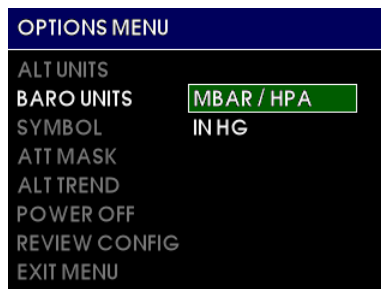 OPTIONS MENU
ALT UNITS
BARO UNITS MBAR / HPA
SYMBOL IN HG
ATT MASK
ALT TREND
POWER OFF
REVIEW CONFIG
EXIT MENU